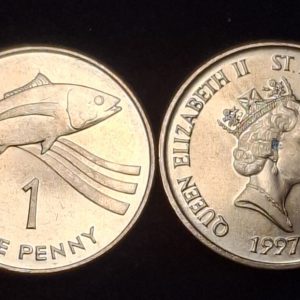 1
PENNY
QUEEN ELIZABETH II ST.
1997